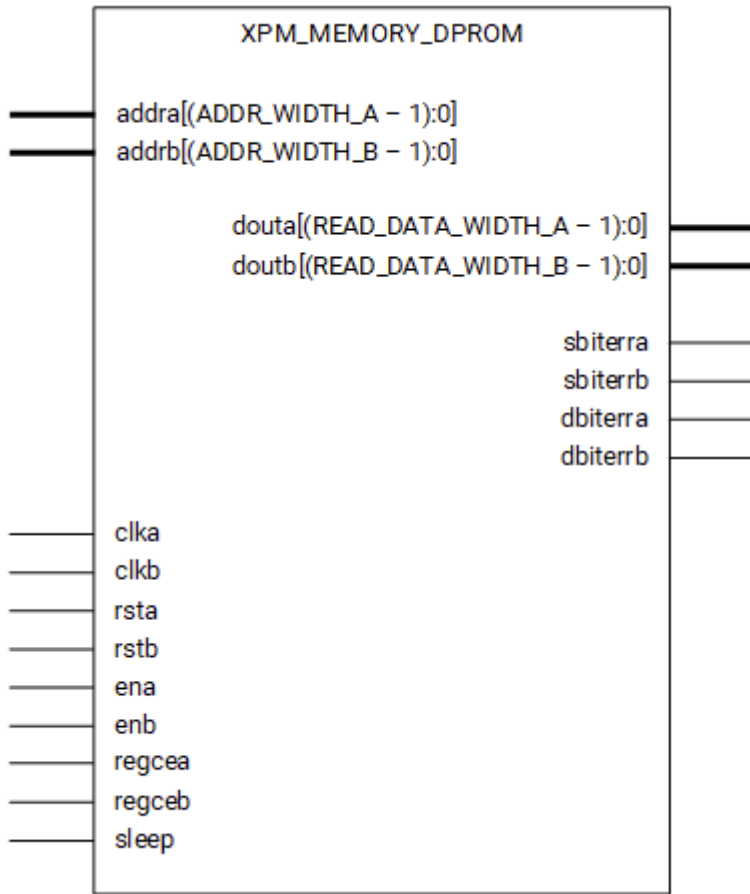 XPM_MEMORY_DPROM
addra[(ADDR_WIDTH_A – 1):0]
addrb[(ADDR_WIDTH_B – 1):0]
douta[(READ_DATA_WIDTH_A – 1):0]
doutb[(READ_DATA_WIDTH_B – 1):0]
sbiterra
sbiterrb
dbiterra
dbiterrb
clka
clkb
rsta
rstb
ena
enb
regcea
regceb
sleep